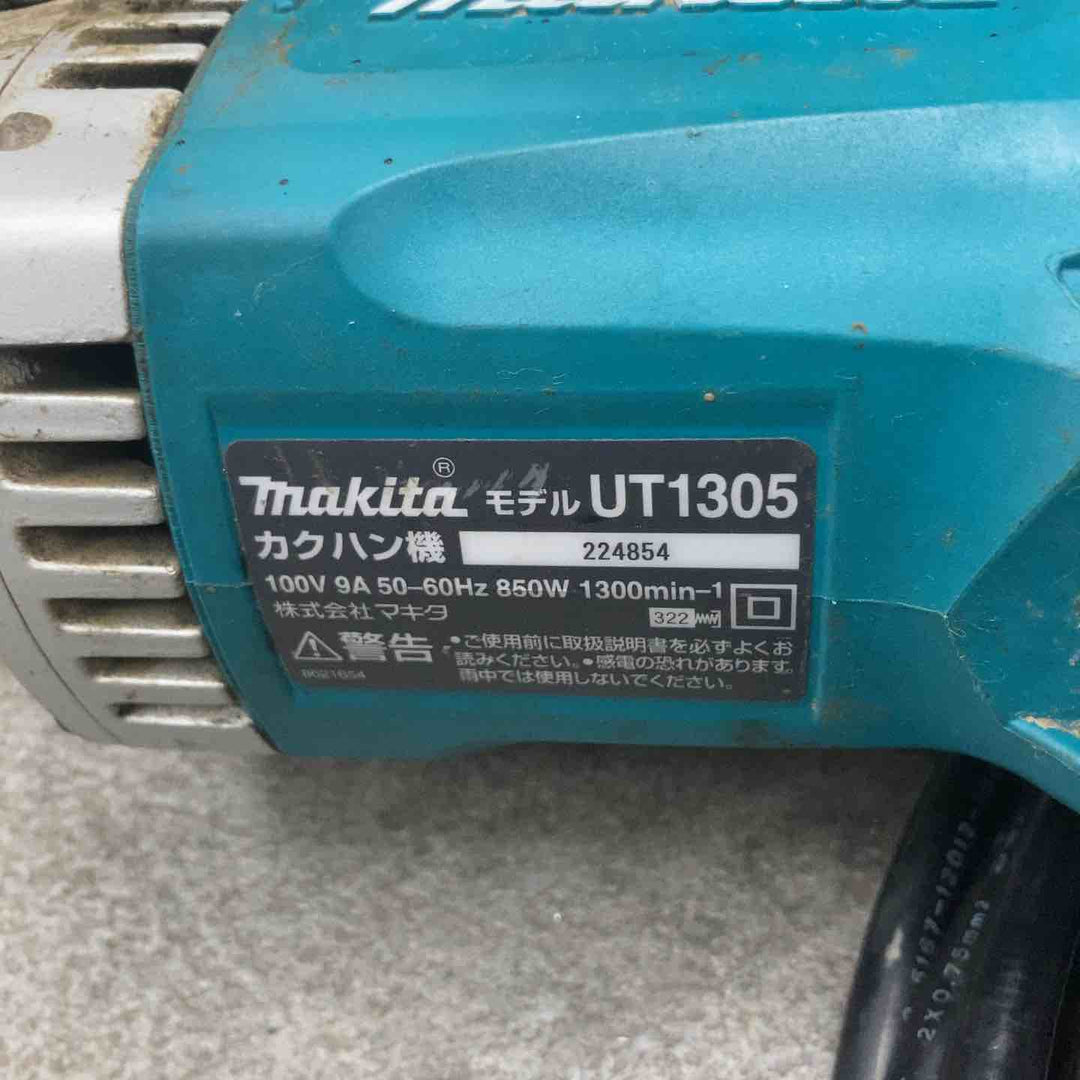 makita® モデル UT1305
カクハン機 224854
100V 9A 50-60Hz 850W 1300min-1
株式会社マキタ 322
警告 ・ご使用前に取扱説明書を必ずよくお
読みください。・感電の恐れがあります。
雨中では使用しないでください。
2X0.75mm²